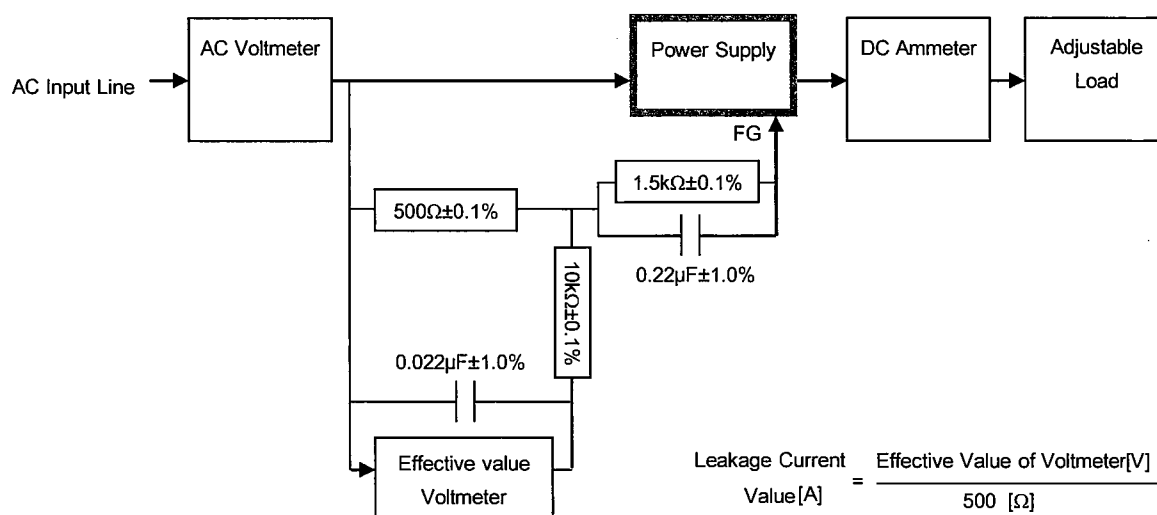 AC Input Line
AC Voltmeter
Power Supply
DC Ammeter
Adjustable
Load
FG
1.5kΩ±0.1%
500Ω±0.1%
0.22µF±1.0%
10kΩ±0.1%
0.022µF±1.0%
Effective value
Voltmeter
Leakage Current
Value[A]
=
Effective Value of Voltmeter[V]
500 [Ω]